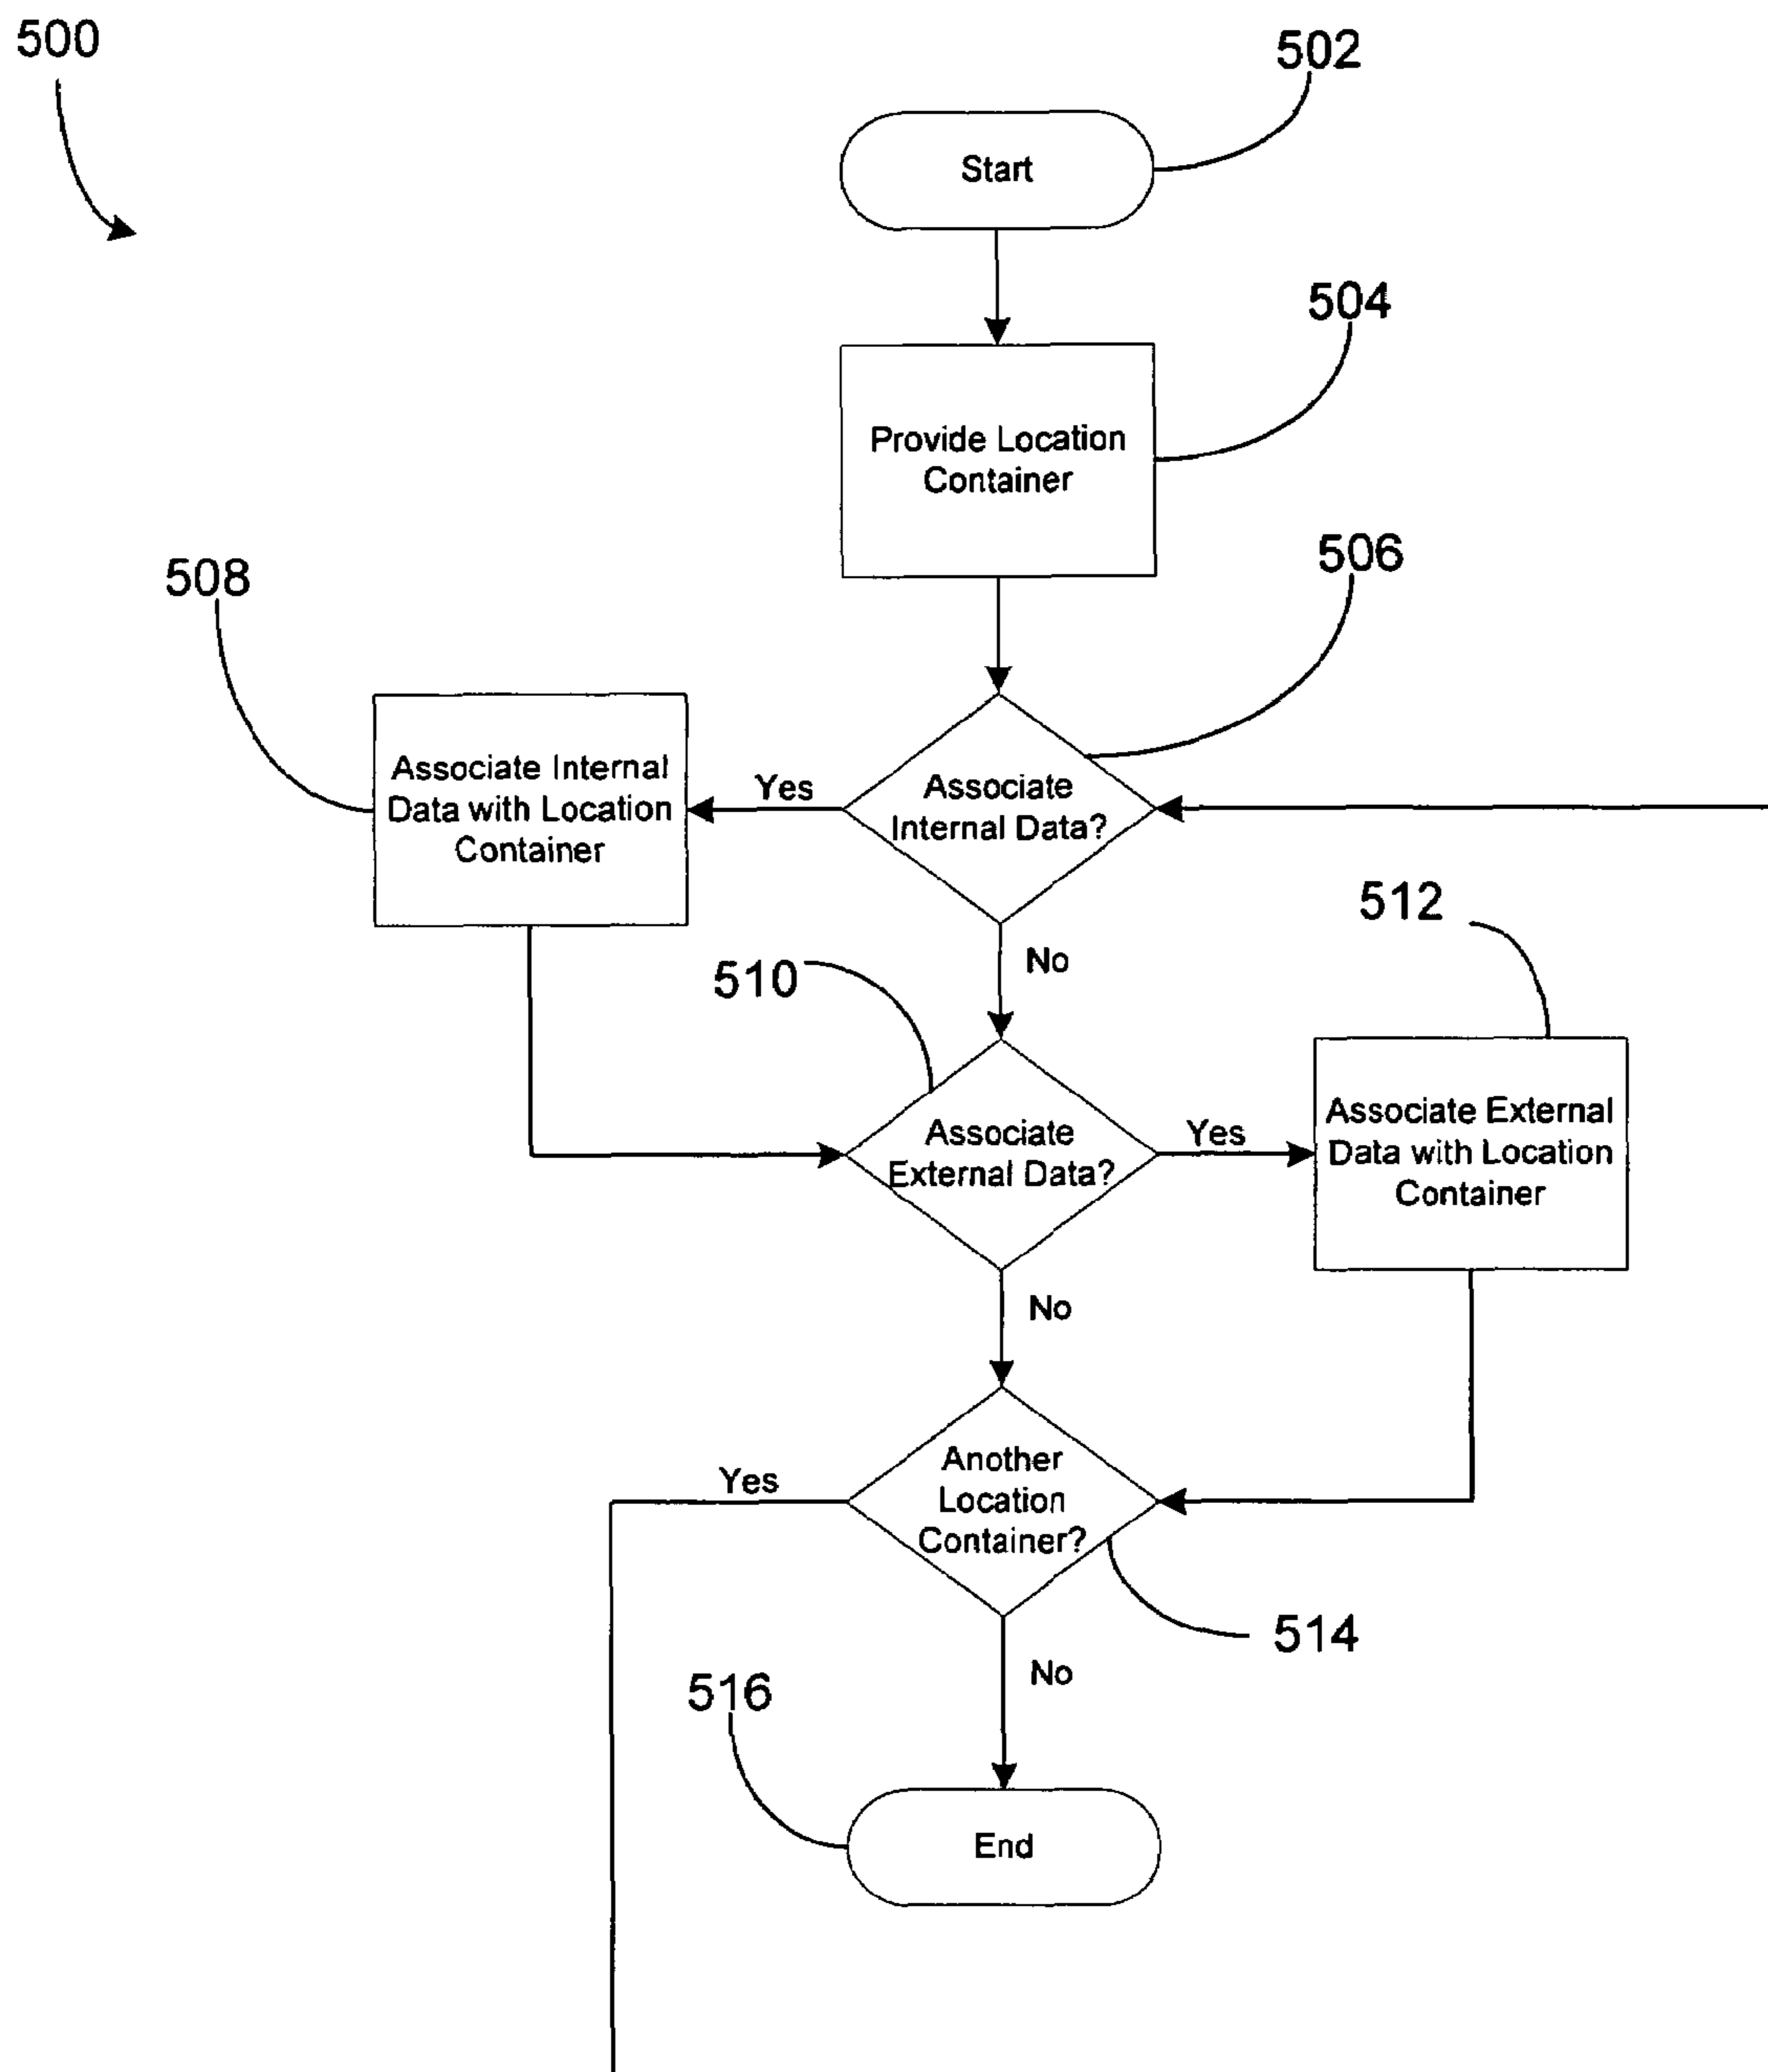 500
502
Start
504
Provide Location
Container
506
508
Associate Internal
Data with Location
Container
Yes
Associate
Internal Data?
512
No
510
Associate
External Data?
Yes
Associate External
Data with Location
Container
No
Yes
Another
Location
Container?
514
No
516
End